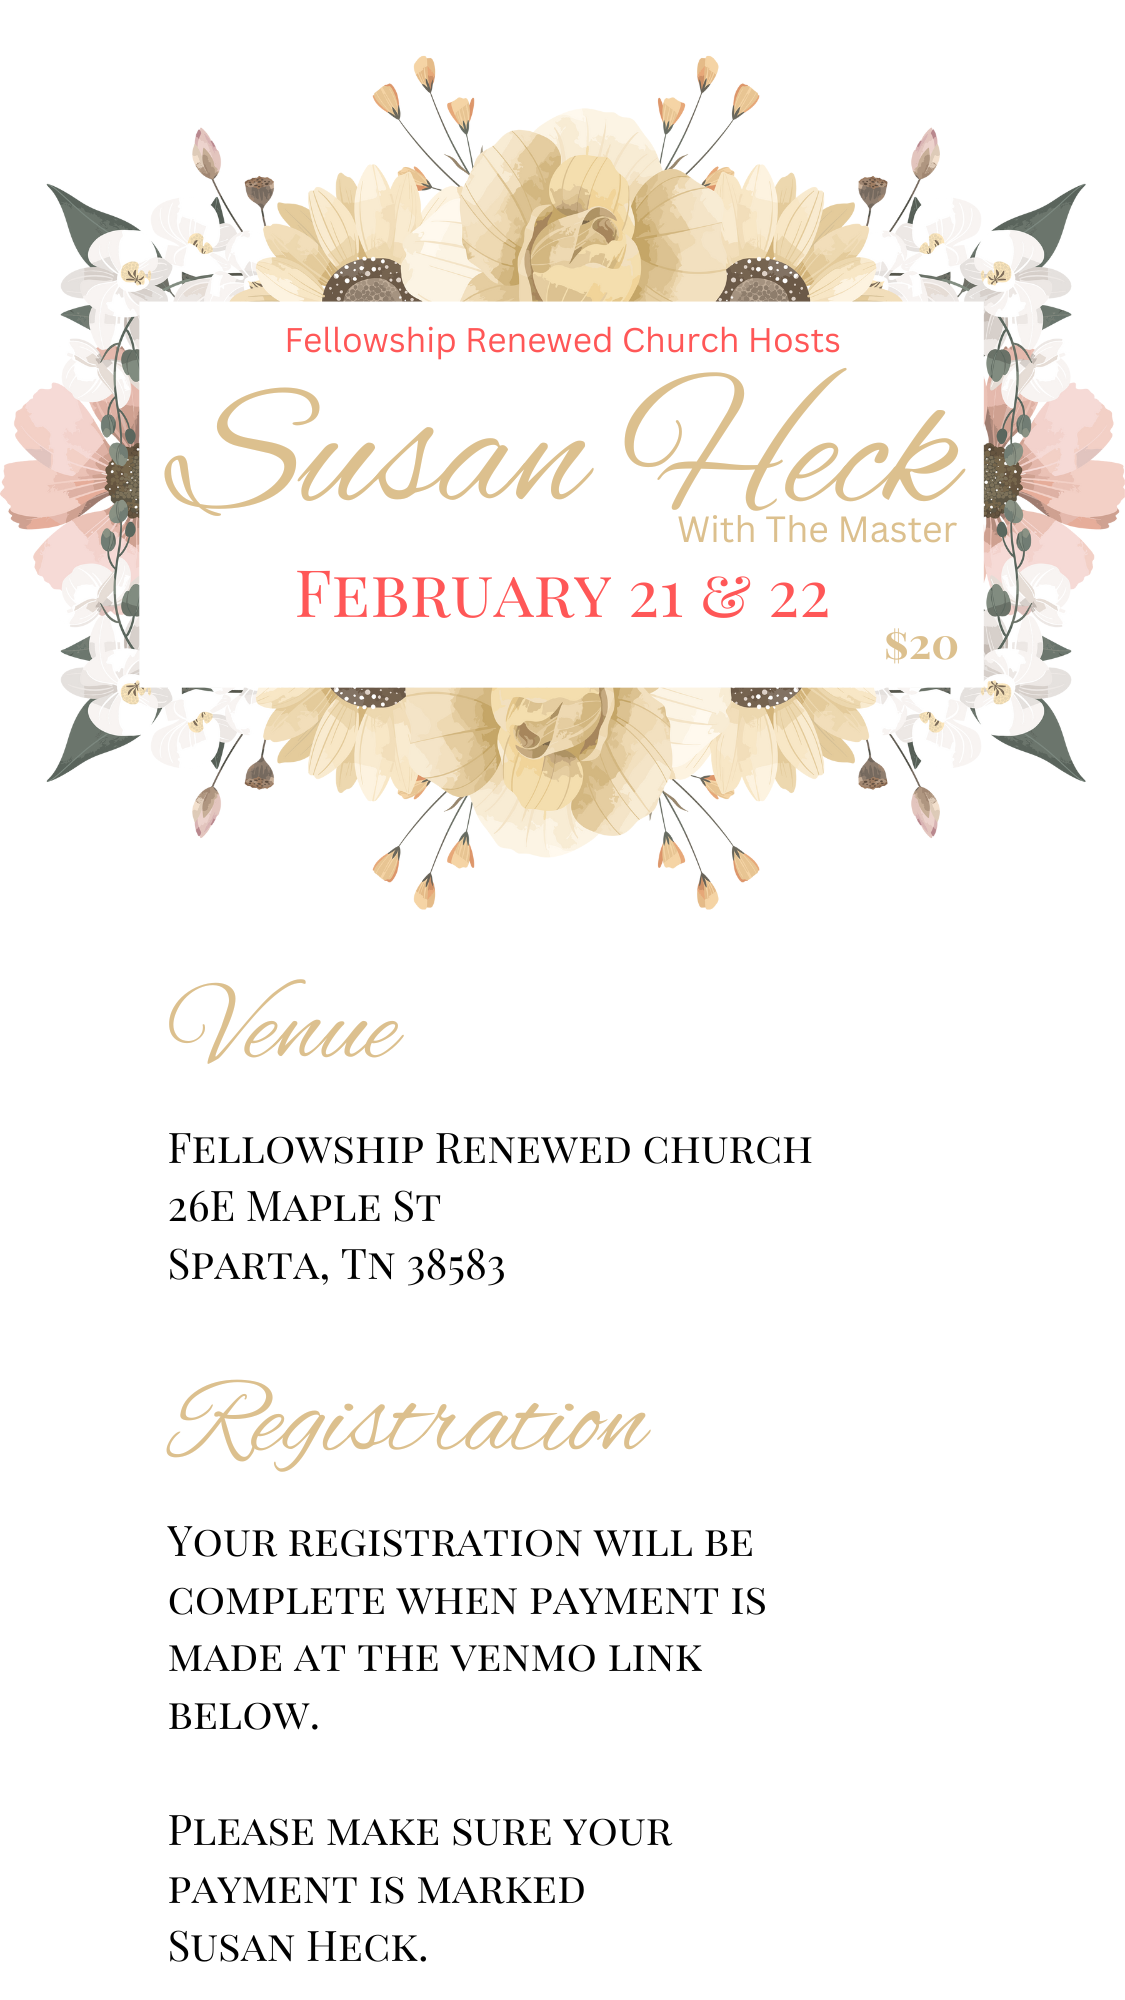 Fellowship Renewed Church Hosts
Susan Heck
With The Master
February 21 & 22
$20
Venue
Fellowship Renewed church
26E Maple St
Sparta, Tn 38583
Registration
Your registration will be
complete when payment is
made at the venmo link
below.
Please make sure your
payment is marked
Susan Heck.